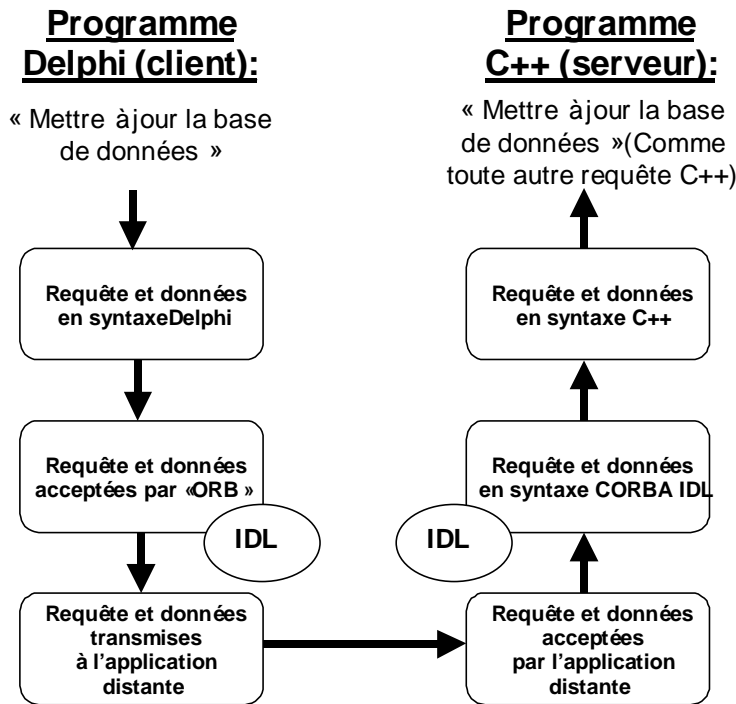 Programme
Delphi (client):
« Mettre àjour la base
de données »
Requête et données
en syntaxeDelphi
Requête et données
acceptées par «ORB »
IDL
Requête et données
transmises
à l'application
distante
Programme
C++ (serveur):
« Mettre àjour la base
de données »(Comme
toute autre requête C++)
Requête et données
en syntaxe C++
Requête et données
en syntaxe CORBA IDL
IDL
Requête et données
acceptées
par l'application
distante